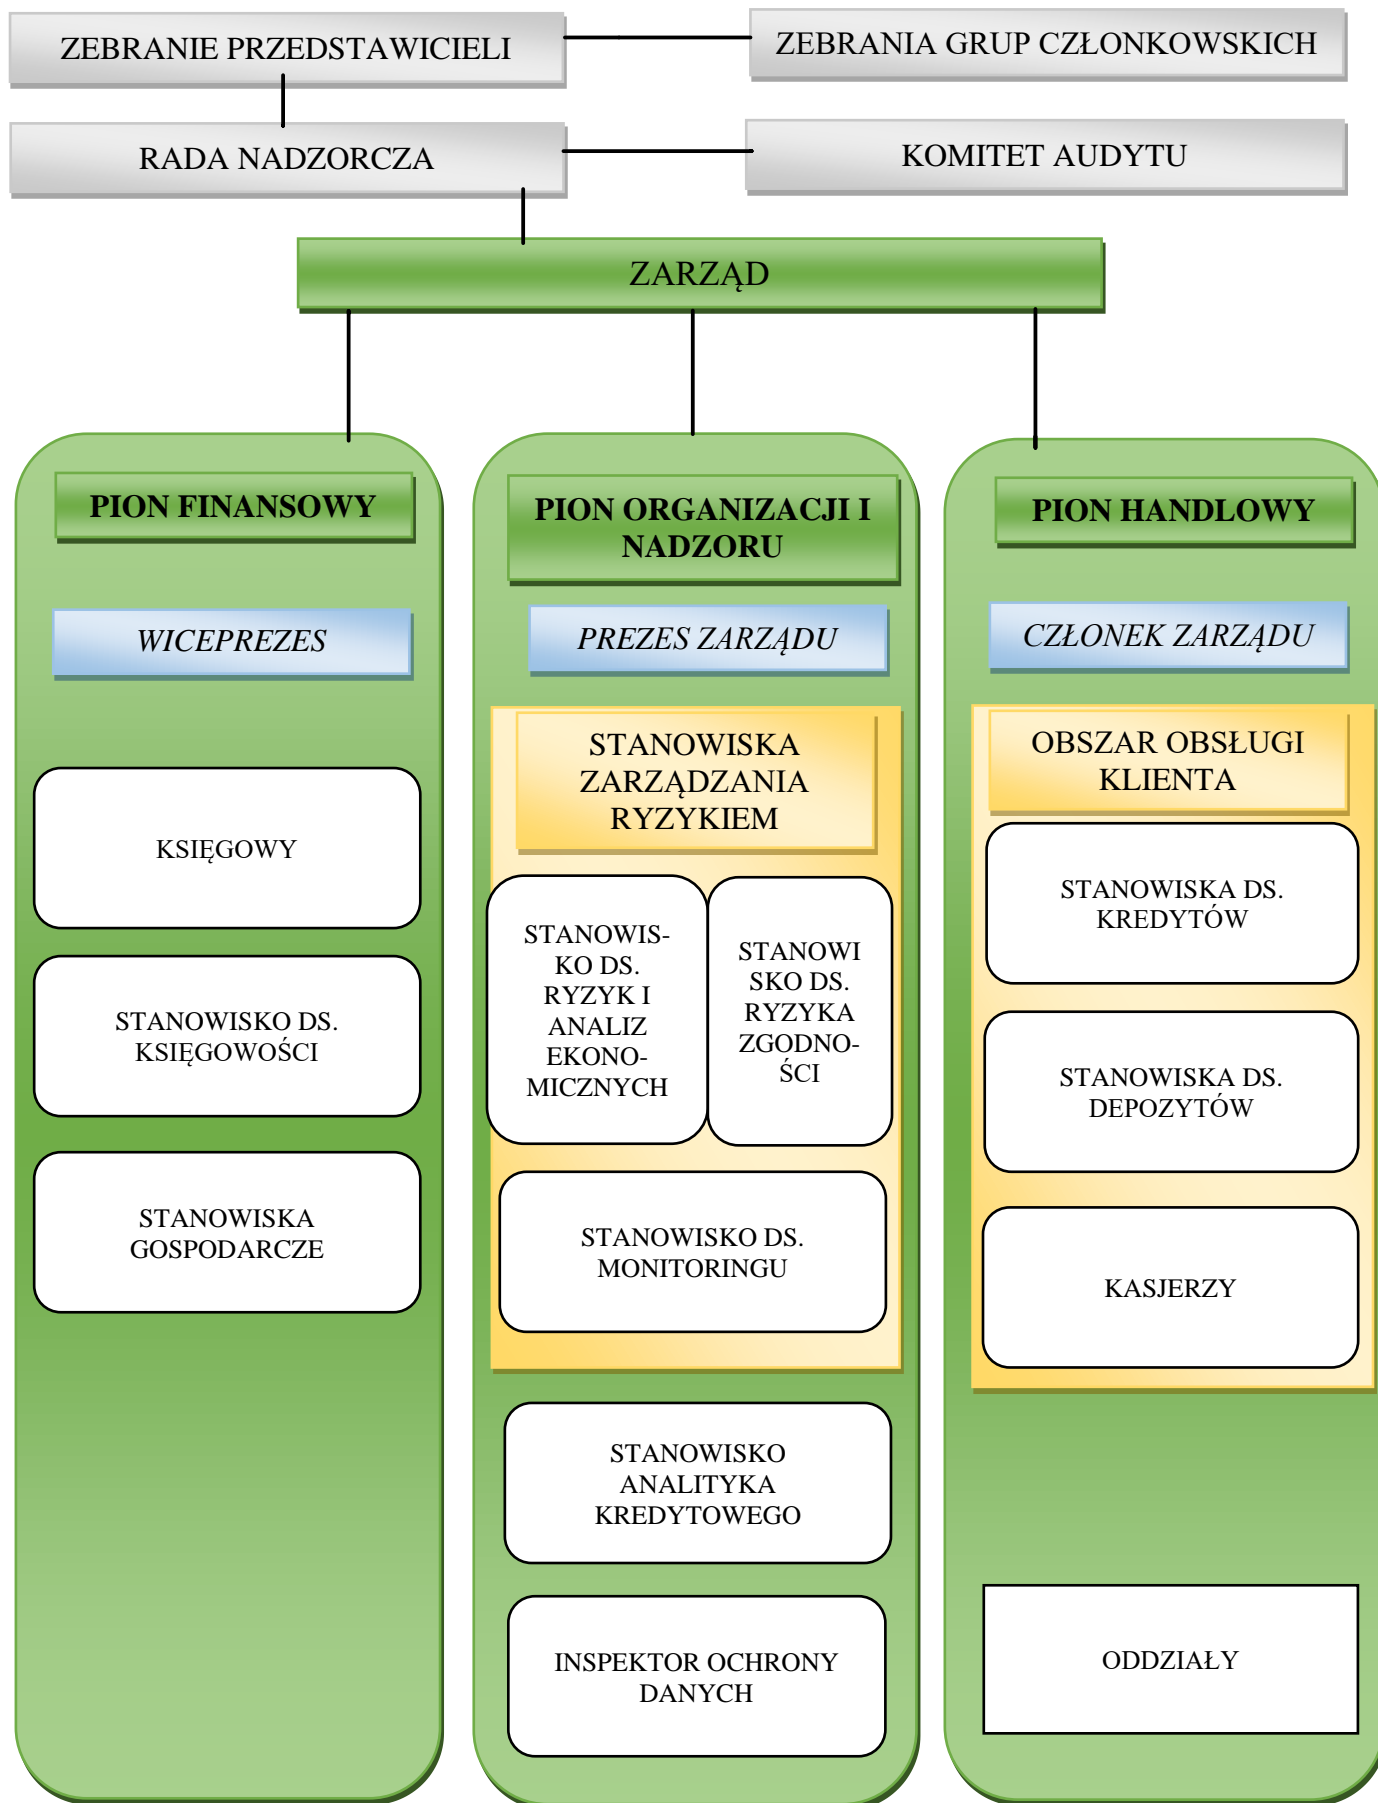 ZEBRANIE PRZEDSTAWICIELI
ZEBRANIA GRUP CZŁONKOWSKICH
RADA NADZORCZA
KOMITET AUDYTU
ZARZĄD
PION FINANSOWY
WICEPREZES
KSIĘGOWY
STANOWISKO DS.
KSIĘGOWOŚCI
STANOWISKA
GOSPODARCZE
PION ORGANIZACJI I
NADZORU
PREZES ZARZĄDU
STANOWISKA
ZARZĄDZANIA
RYZYKIEM
STANOWIS-
KO DS.
RYZYK I
ANALIZ
EKONO-
MICZNYCH
STANOWI
SKO DS.
RYZYKA
ZGODNO-
ŚCI
STANOWISKO DS.
MONITORINGU
STANOWISKO
ANALITYKA
KREDYTOWEGO
INSPEKTOR OCHRONY
DANYCH
PION HANDLOWY
CZŁONEK ZARZĄDU
OBSZAR OBSŁUGI
KLIENTA
STANOWISKA DS.
KREDYTÓW
STANOWISKA DS.
DEPOZYTÓW
KASJERZY
ODDZIAŁY